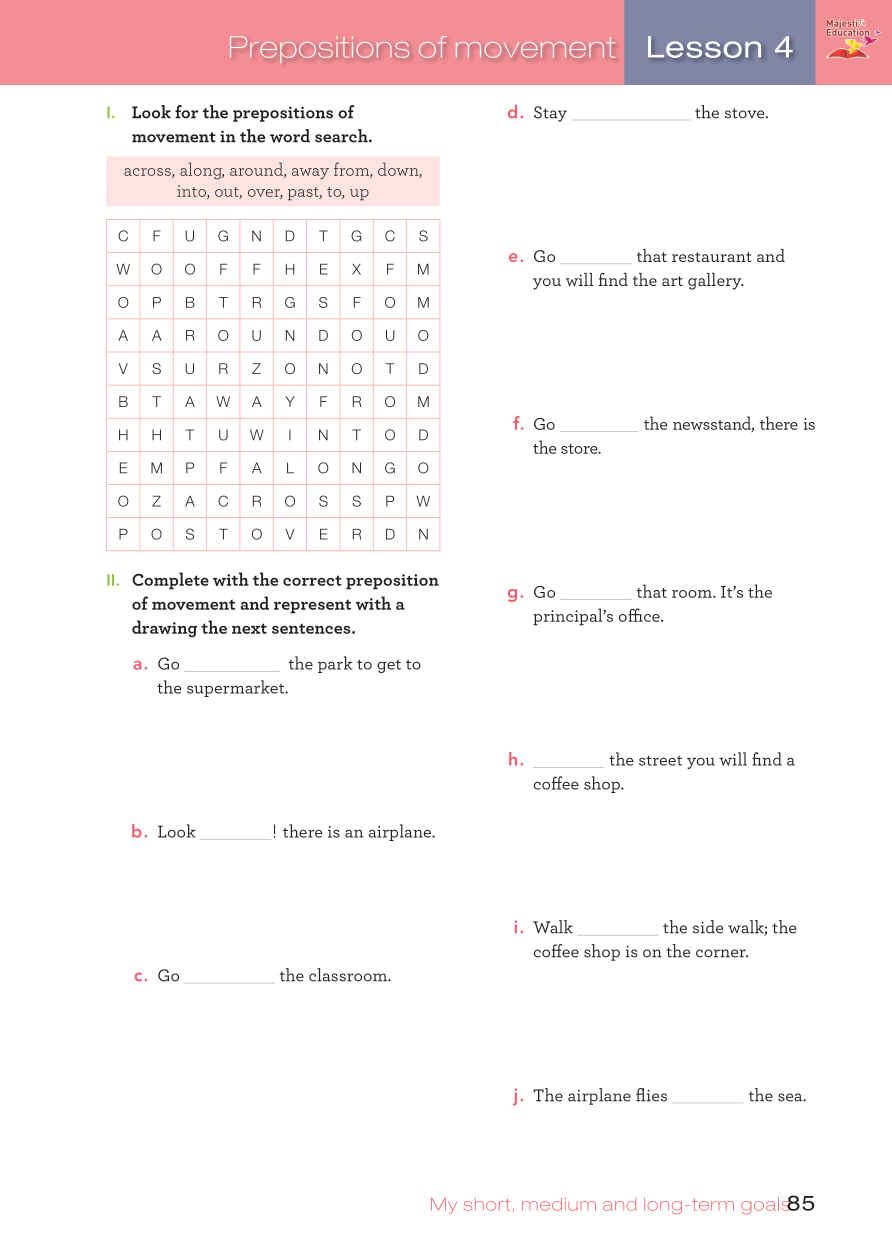 Prepositions of movement Lesson 4
Majestic Education
I. Look for the prepositions of
movement in the word search.
across, along, around, away from, down,
into, out, over, past, to, up
C F U G N D T G C S
W O O F F H E X F M
O P B T R G S F O M
A A R O U N D O U O
V S U R Z O N O T D
B T A W A Y F R O M
H H T U W I N T O D
E M P F A L O N G O
O Z A C R O S S P W
P O S T O V E R D N
II. Complete with the correct preposition
of movement and represent with a
drawing the next sentences.
a. Go __________ the park to get to
the supermarket.
b. Look ________! there is an airplane.
c. Go __________ the classroom.
d. Stay _____________ the stove.
e. Go ________ that restaurant and
you will find the art gallery.
f. Go ________ the newsstand, there is
the store.
g. Go ________ that room. It’s the
principal’s office.
h. ________ the street you will find a
coffee shop.
i. Walk _________ the side walk; the
coffee shop is on the corner.
j. The airplane flies ________ the sea.
My short, medium and long-term goals 85